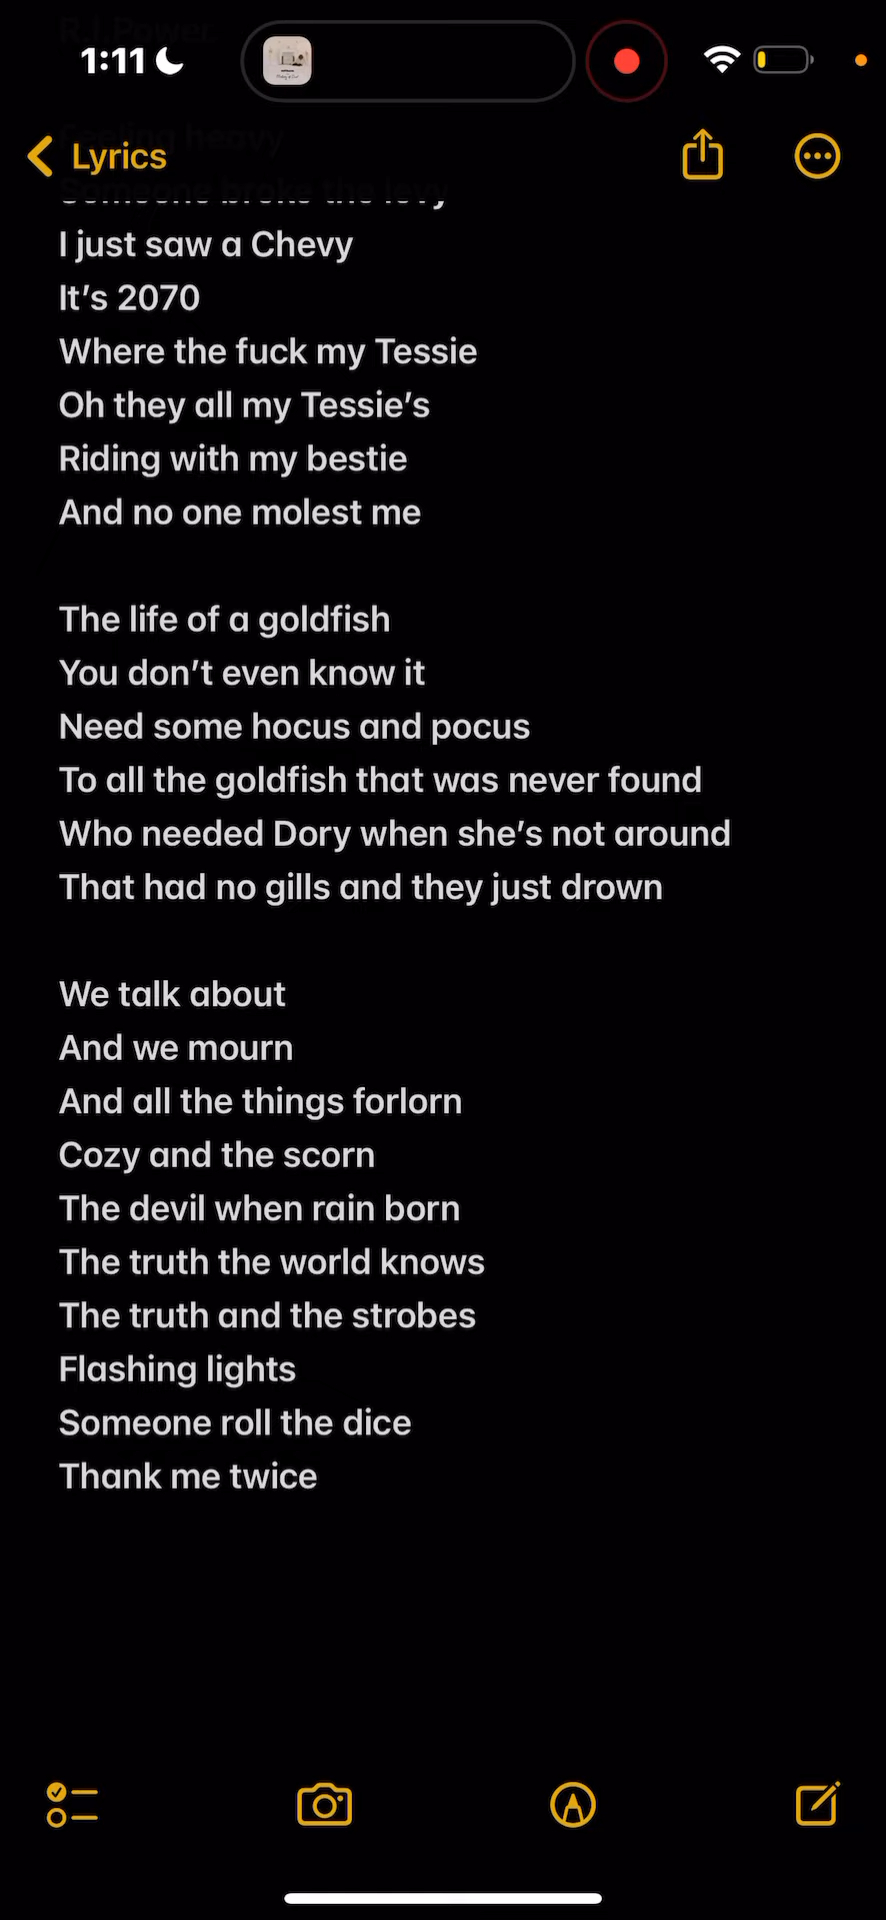 1:11
Lyrics
Someone broke the levy
I just saw a Chevy
It’s 2070
Where the fuck my Tessie
Oh they all my Tessie’s
Riding with my bestie
And no one molest me
The life of a goldfish
You don’t even know it
Need some hocus and pocus
To all the goldfish that was never found
Who needed Dory when she’s not around
That had no gills and they just drown
We talk about
And we mourn
And all the things forlorn
Cozy and the scorn
The devil when rain born
The truth the world knows
The truth and the strobes
Flashing lights
Someone roll the dice
Thank me twice